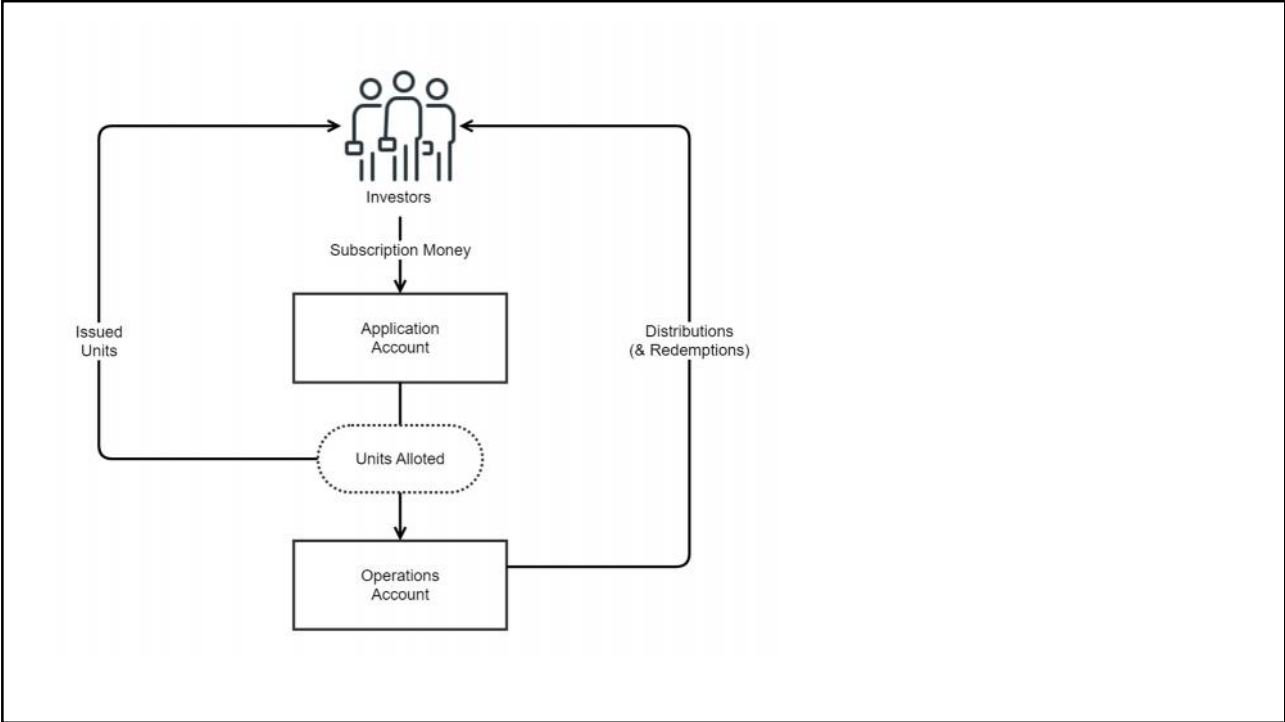 Investors
Subscription Money
Application
Account
Issued
Units
Distributions
(& Redemptions)
Units Alloted
Operations
Account